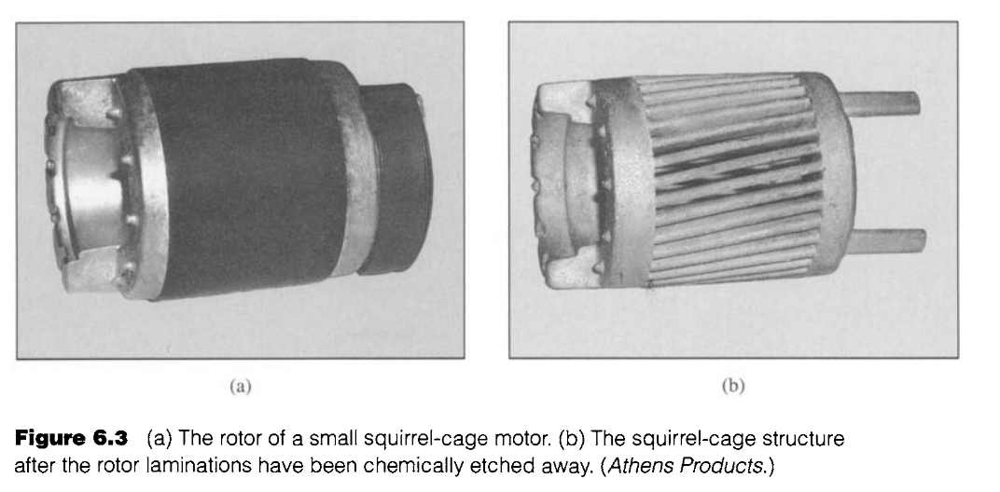 (a)
(b)
Figure 6.3 (a) The rotor of a small squirrel-cage motor. (b) The squirrel-cage structure
after the rotor laminations have been chemically etched away. (Athens Products.)